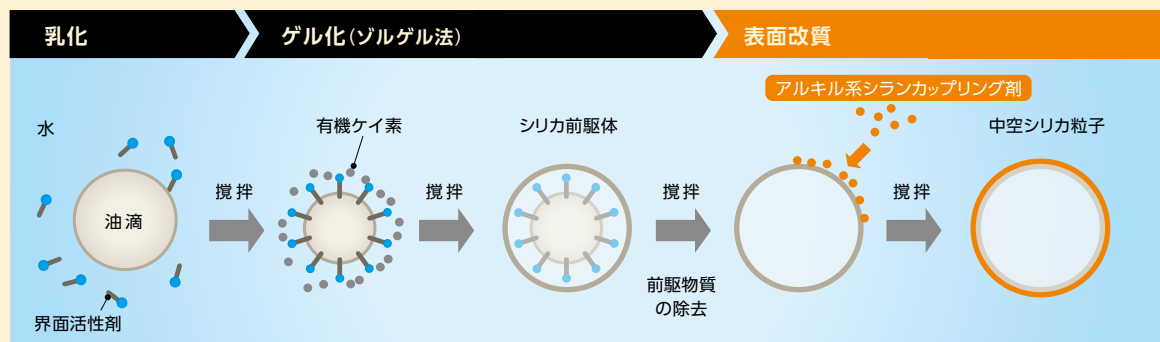 乳化
ゲル化（ゾルゲル法）
表面改質
アルキル系シランカップリング剤
水
有機ケイ素
シリカ前駆体
中空シリカ粒子
油滴
撹拌
撹拌
撹拌
撹拌
前駆物質
の除去
界面活性剤